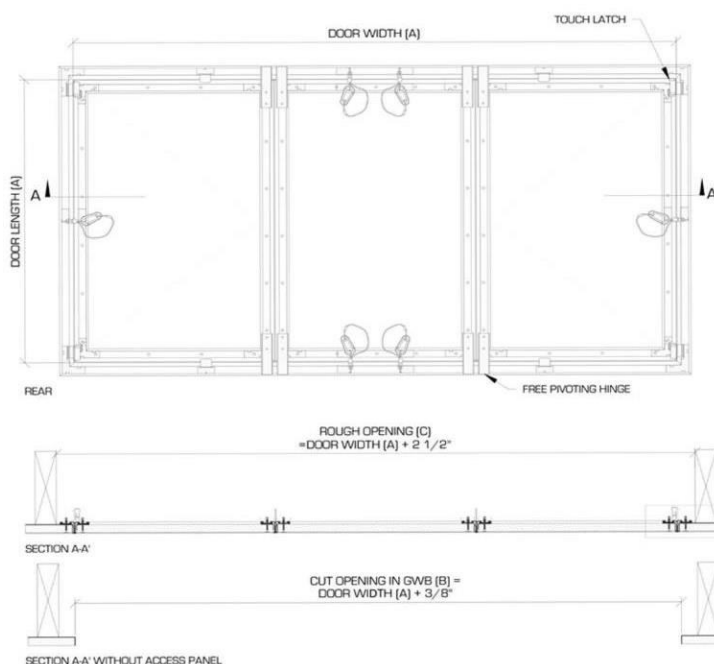 TOUCH LATCH
DOOR WIDTH (A)
DOOR LENGTH (A)
A
A
REAR
FREE PIVOTING HINGE
ROUGH OPENING (C)
=DOOR WIDTH (A) + 2 1/2"
SECTION A-A'
CUT OPENING IN GWB (B) =
DOOR WIDTH (A) + 3/8"
SECTION A-A' WITHOUT ACCESS PANEL